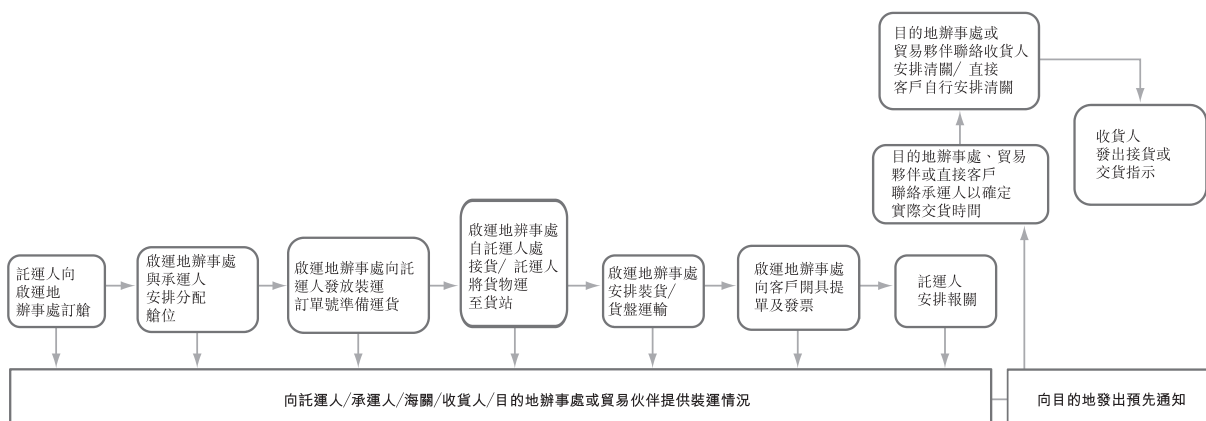 託運人向
啟運地
辦事處訂艙
啟運地辦事處
與承運人
安排分配
艙位
啟運地辦事處向託
運人發放裝運
訂單號準備運貨
啟運地辨事處
自託運人處
接貨/ 託運人
將貨物運
至貨站
啟運地辦事處
安排裝貨/
貨盤運輸
啟運地辦事處
向客戶開具提
單及發票
託運人
安排報關
向託運人/承運人/海關/收貨人/目的地辦事處或貿易伙伴提供裝運情況
向目的地發出預先通知
目的地辦事處、貿易
夥伴或直接客戶
聯絡承運人以確定
實際交貨時間
目的地辦事處或
貿易夥伴聯絡收貨人
安排清關/ 直接
客戶自行安排清關
收貨人
發出接貨或
交貨指示